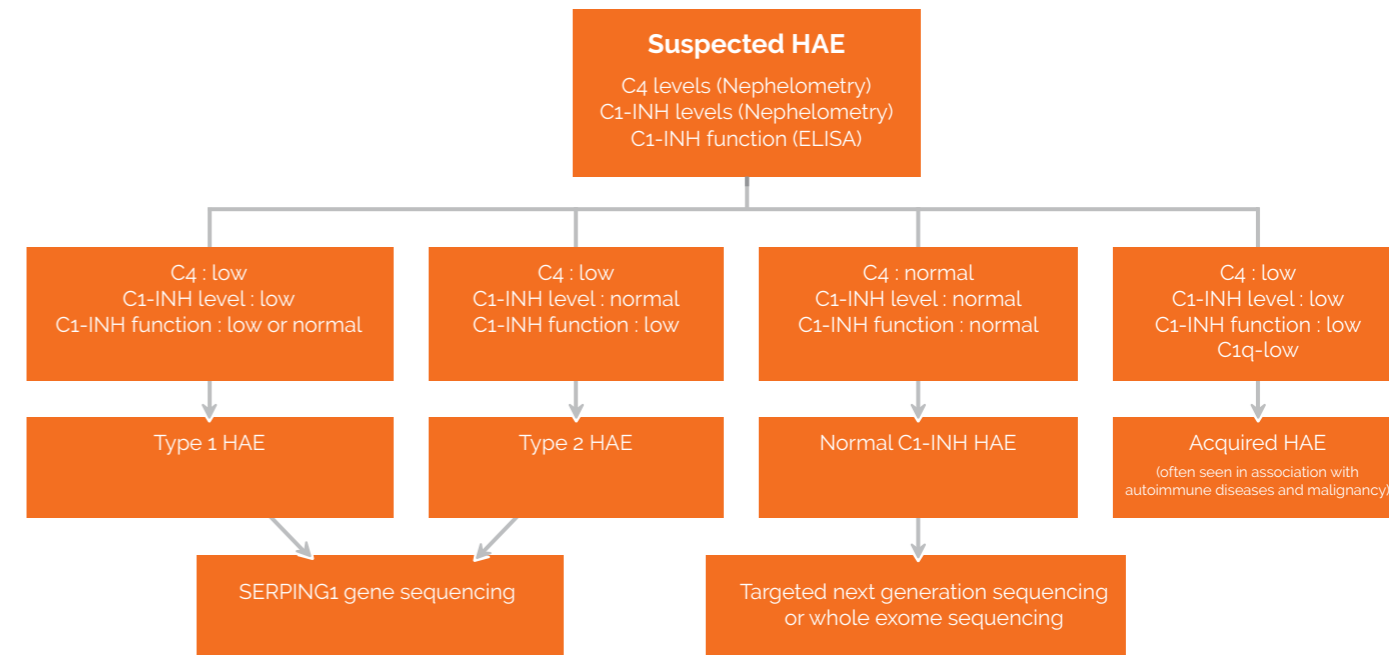 Suspected HAE
C4 levels (Nephelometry)
C1-INH levels (Nephelometry)
C1-INH function (ELISA)
C4 : low
C1-INH level : low
C1-INH function : low or normal
C4 : low
C1-INH level : normal
C1-INH function : low
C4 : normal
C1-INH level : normal
C1-INH function : normal
C4 : low
C1-INH level : low
C1-INH function : low
C1q-low
Type 1 HAE
Type 2 HAE
Normal C1-INH HAE
Acquired HAE
(often seen in association with
autoimmune diseases and malignancy)
SERPING1 gene sequencing
Targeted next generation sequencing
or whole exome sequencing